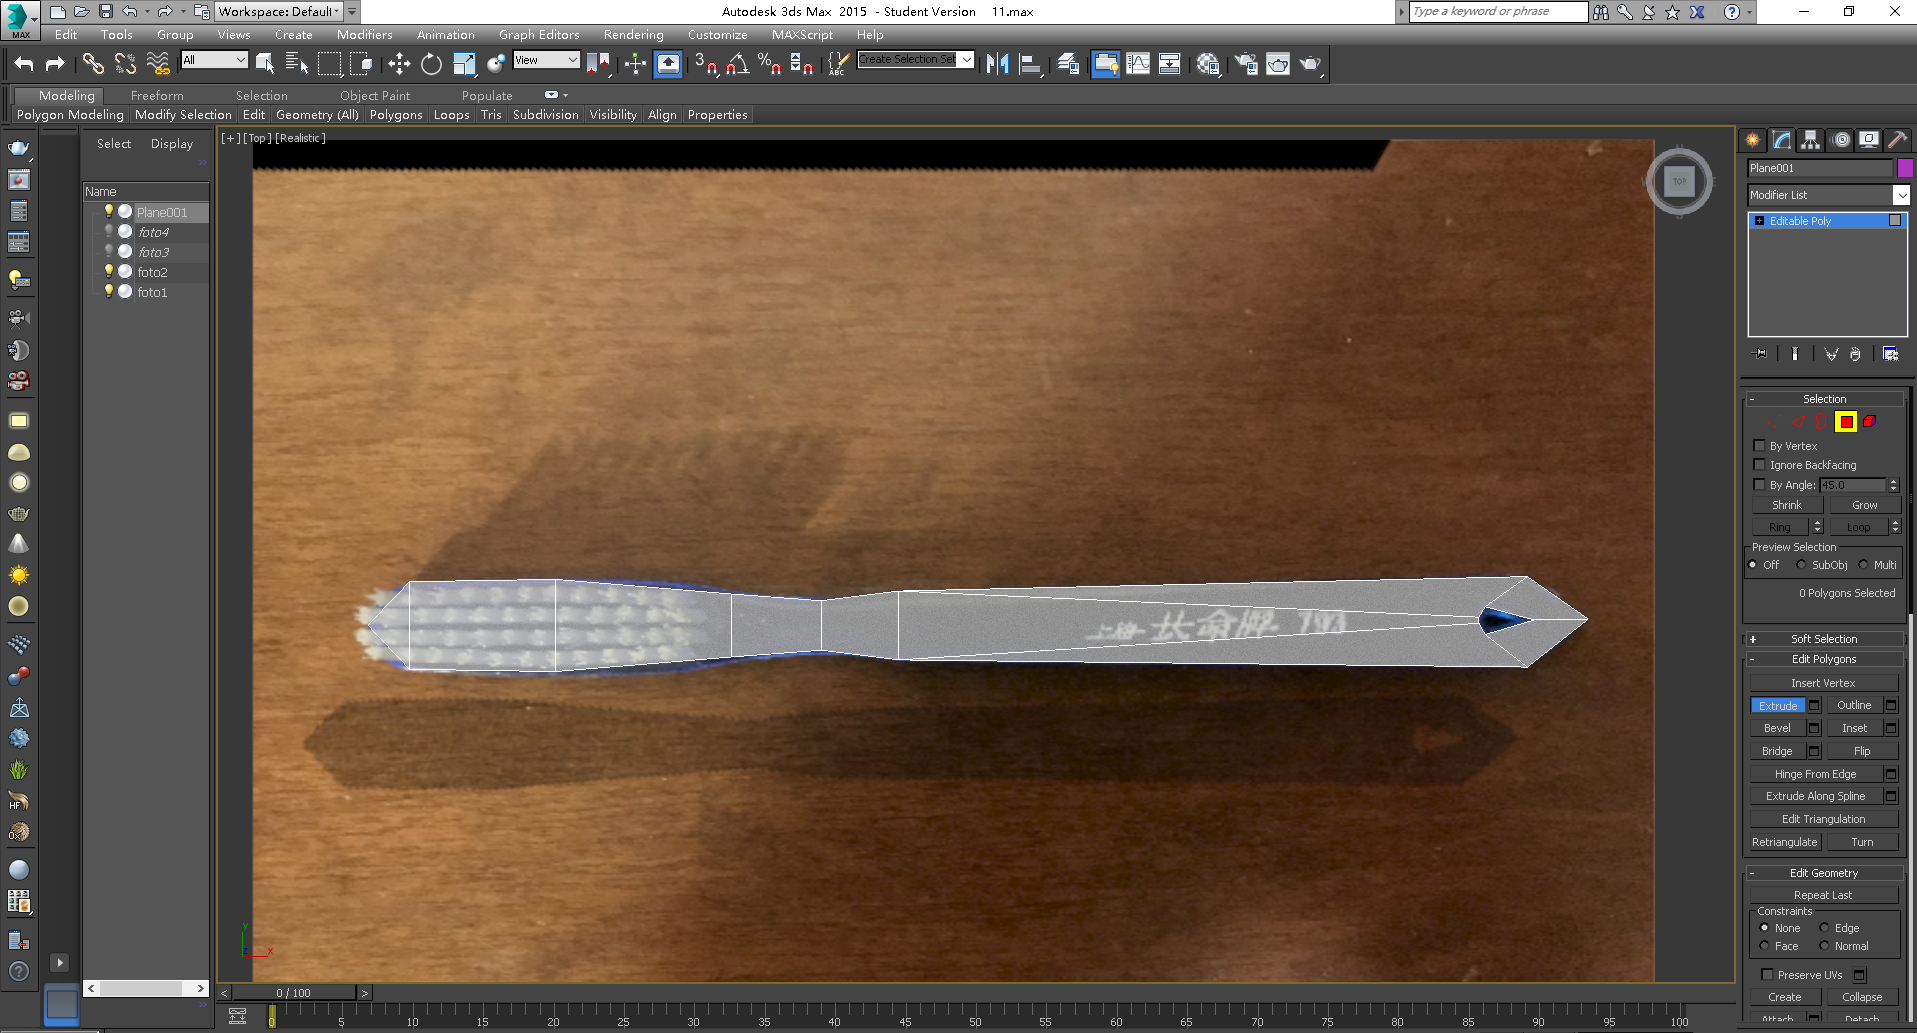 Autodesk 3ds Max 2015 - Student Version 11.max
Workspace: Default
Type a keyword or phrase
MAX
Edit Tools Group Views Create Modifiers Animation Graph Editors Rendering Customize MAXScript Help
All
View
3
ABC
Create Selection Set
Modeling Freeform Selection Object Paint Populate
Polygon Modeling Modify Selection Edit Geometry (All) Polygons Loops Tris Subdivision Visibility Align Properties
Select Display
Name
Plane001
foto4
foto3
foto2
foto1
HF
[+] [Top] [Realistic]
TOP
y
x
Plane001
Modifier List
Editable Poly
Selection
By Vertex
Ignore Backfacing
By Angle: 45.0
Shrink Grow
Ring Loop
Preview Selection
Off SubObj Multi
0 Polygons Selected
Soft Selection
Edit Polygons
Insert Vertex
Extrude Outline
Bevel Inset
Bridge Flip
Hinge From Edge
Extrude Along Spline
Edit Triangulation
Retriangulate Turn
Edit Geometry
Repeat Last
Constraints
None Edge
Face Normal
Preserve UVs
Create Collapse
Attach Detach
0 / 100
0 5 10 15 20 25 30 35 40 45 50 55 60 65 70 75 80 85 90 95 100